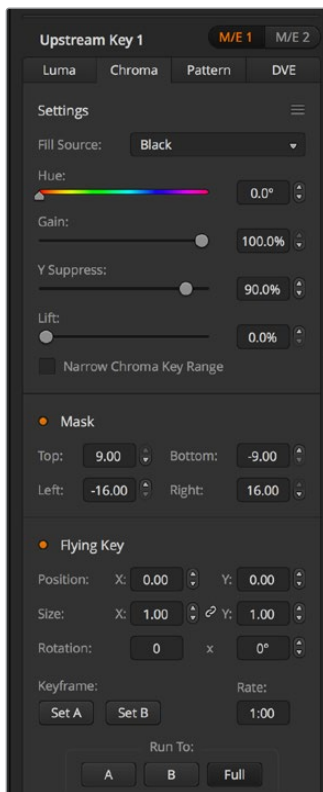 Upstream Key 1 M/E 1 M/E 2
Luma Chroma Pattern DVE
Settings
Fill Source: Black
Hue:
0.0°
Gain:
100.0%
Y Suppress:
90.0%
Lift:
0.0%
Narrow Chroma Key Range
Mask
Top: 9.00 Bottom: -9.00
Left: -16.00 Right: 16.00
Flying Key
Position: X: 0.00 Y: 0.00
Size: X: 1.00 Y: 1.00
Rotation: 0 x 0°
Keyframe: Rate:
Set A Set B 1:00
Run To:
A B Full